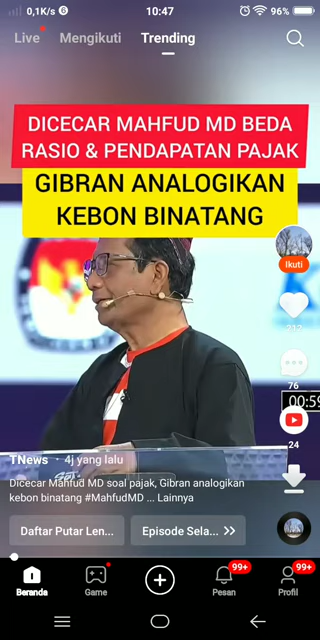 0,1K/s 6
10:47
96%
Live Mengikuti Trending
DICECAR MAHFUD MD BEDA
RASIO & PENDAPATAN PAJAK
GIBRAN ANALOGIKAN
KEBON BINATANG
Ikuti
212
76
00:59
24
TNews · 4j yang lalu
Dicecar Mahfud MD soal pajak, Gibran analogikan
kebon binatang #MahfudMD ... Lainnya
Daftar Putar Len... Episode Sela...
99+ 99+
Beranda Game Pesan Profil